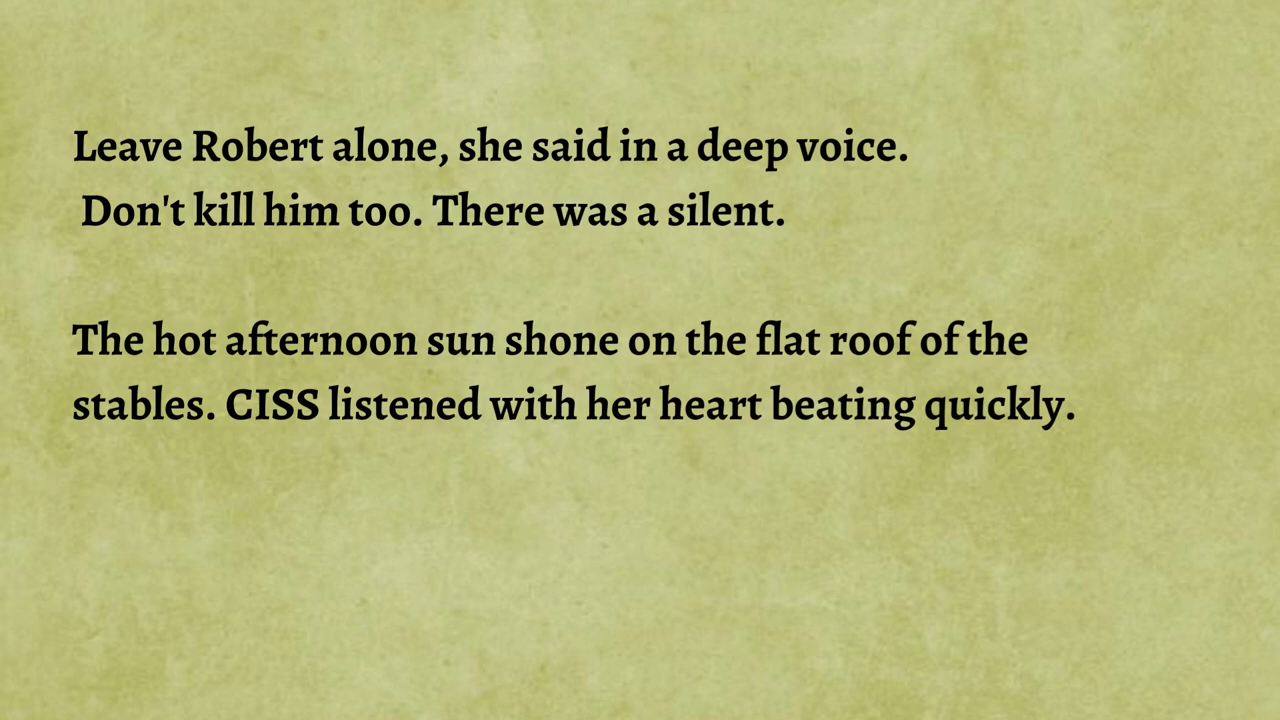 Leave Robert alone, she said in a deep voice.
Don't kill him too. There was a silent.
The hot afternoon sun shone on the flat roof of the
stables. CISS listened with her heart beating quickly.